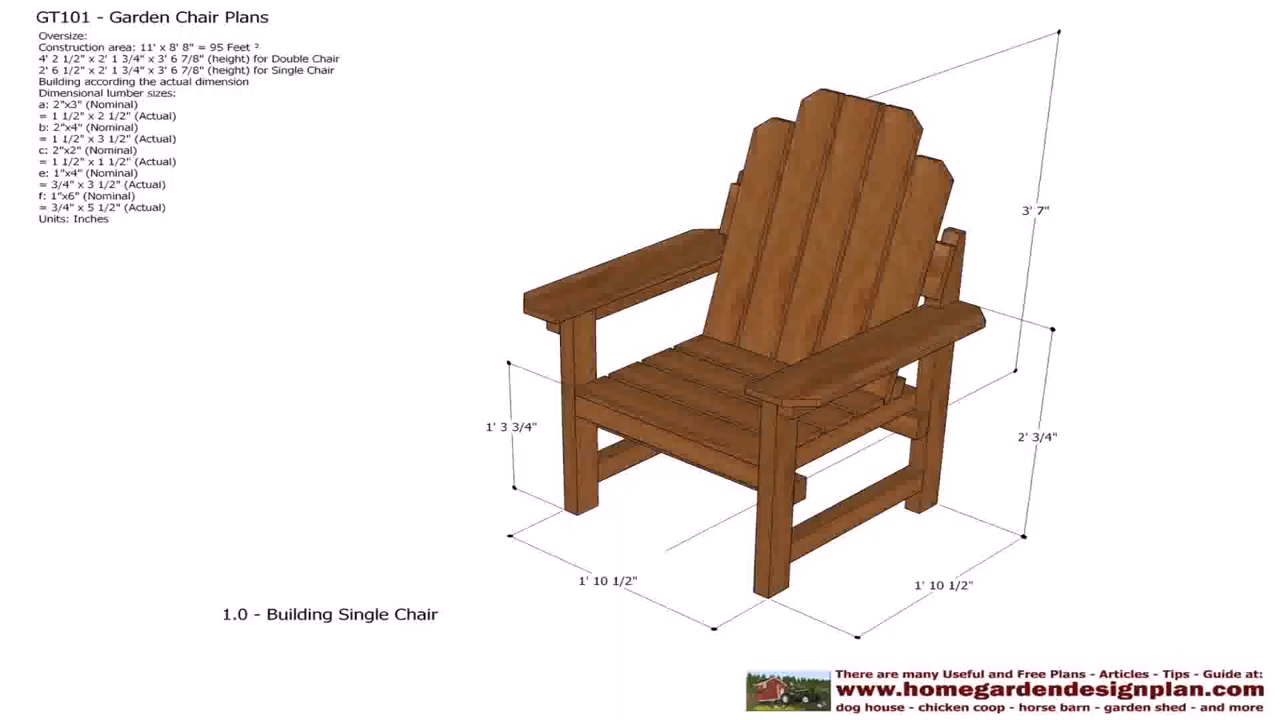 GT101 - Garden Chair Plans
Oversize:
Construction area: 11' x 8' 8" = 95 Feet ²
4' 2 1/2" x 2' 1 3/4" x 3' 6 7/8" (height) for Double Chair
2' 6 1/2" x 2' 1 3/4" x 3' 6 7/8" (height) for Single Chair
Building according the actual dimension
Dimensional lumber sizes:
a: 2"x3" (Nominal)
= 1 1/2" x 2 1/2" (Actual)
b: 2"x4" (Nominal)
= 1 1/2" x 3 1/2" (Actual)
c: 2"x2" (Nominal)
= 1 1/2" x 1 1/2" (Actual)
e: 1"x4" (Nominal)
= 3/4" x 3 1/2" (Actual)
f: 1"x6" (Nominal)
= 3/4" x 5 1/2" (Actual)
Units: Inches
3' 7"
1' 3 3/4"
2' 3/4"
1' 10 1/2"
1' 10 1/2"
1.0 - Building Single Chair
There are many Useful and Free Plans - Articles - Tips - Guide at:
www.homegardendesignplan.com
dog house - chicken coop - horse barn - garden shed - and more